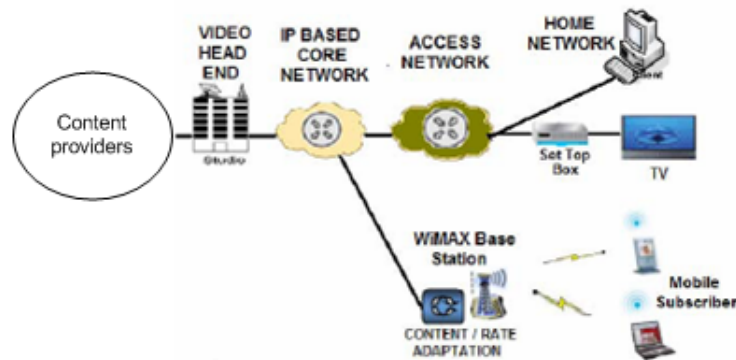 VIDEO
HEAD
END
IP BASED
CORE
NETWORK
ACCESS
NETWORK
HOME
NETWORK
Content
providers
Studio
Set Top
Box
TV
WiMAX Base
Station
Mobile
Subscriber
CONTENT / RATE
ADAPTATION